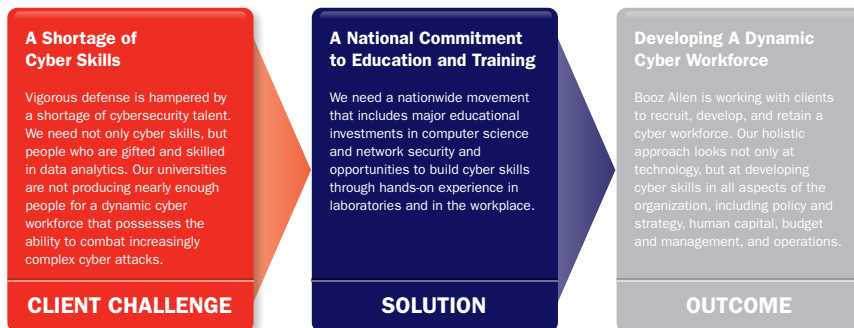 A Shortage of
Cyber Skills
Vigorous defense is hampered by
a shortage of cybersecurity talent.
We need not only cyber skills, but
people who are gifted and skilled
in data analytics. Our universities
are not producing nearly enough
people for a dynamic cyber
workforce that possesses the
ability to combat increasingly
complex cyber attacks.
CLIENT CHALLENGE
A National Commitment
to Education and Training
We need a nationwide movement
that includes major educational
investments in computer science
and network security and
opportunities to build cyber skills
through hands-on experience in
laboratories and in the workplace.
SOLUTION
Developing A Dynamic
Cyber Workforce
Booz Allen is working with clients
to recruit, develop, and retain a
cyber workforce. Our holistic
approach looks not only at
technology, but at developing
cyber skills in all aspects of the
organization, including policy and
strategy, human capital, budget
and management, and operations.
OUTCOME